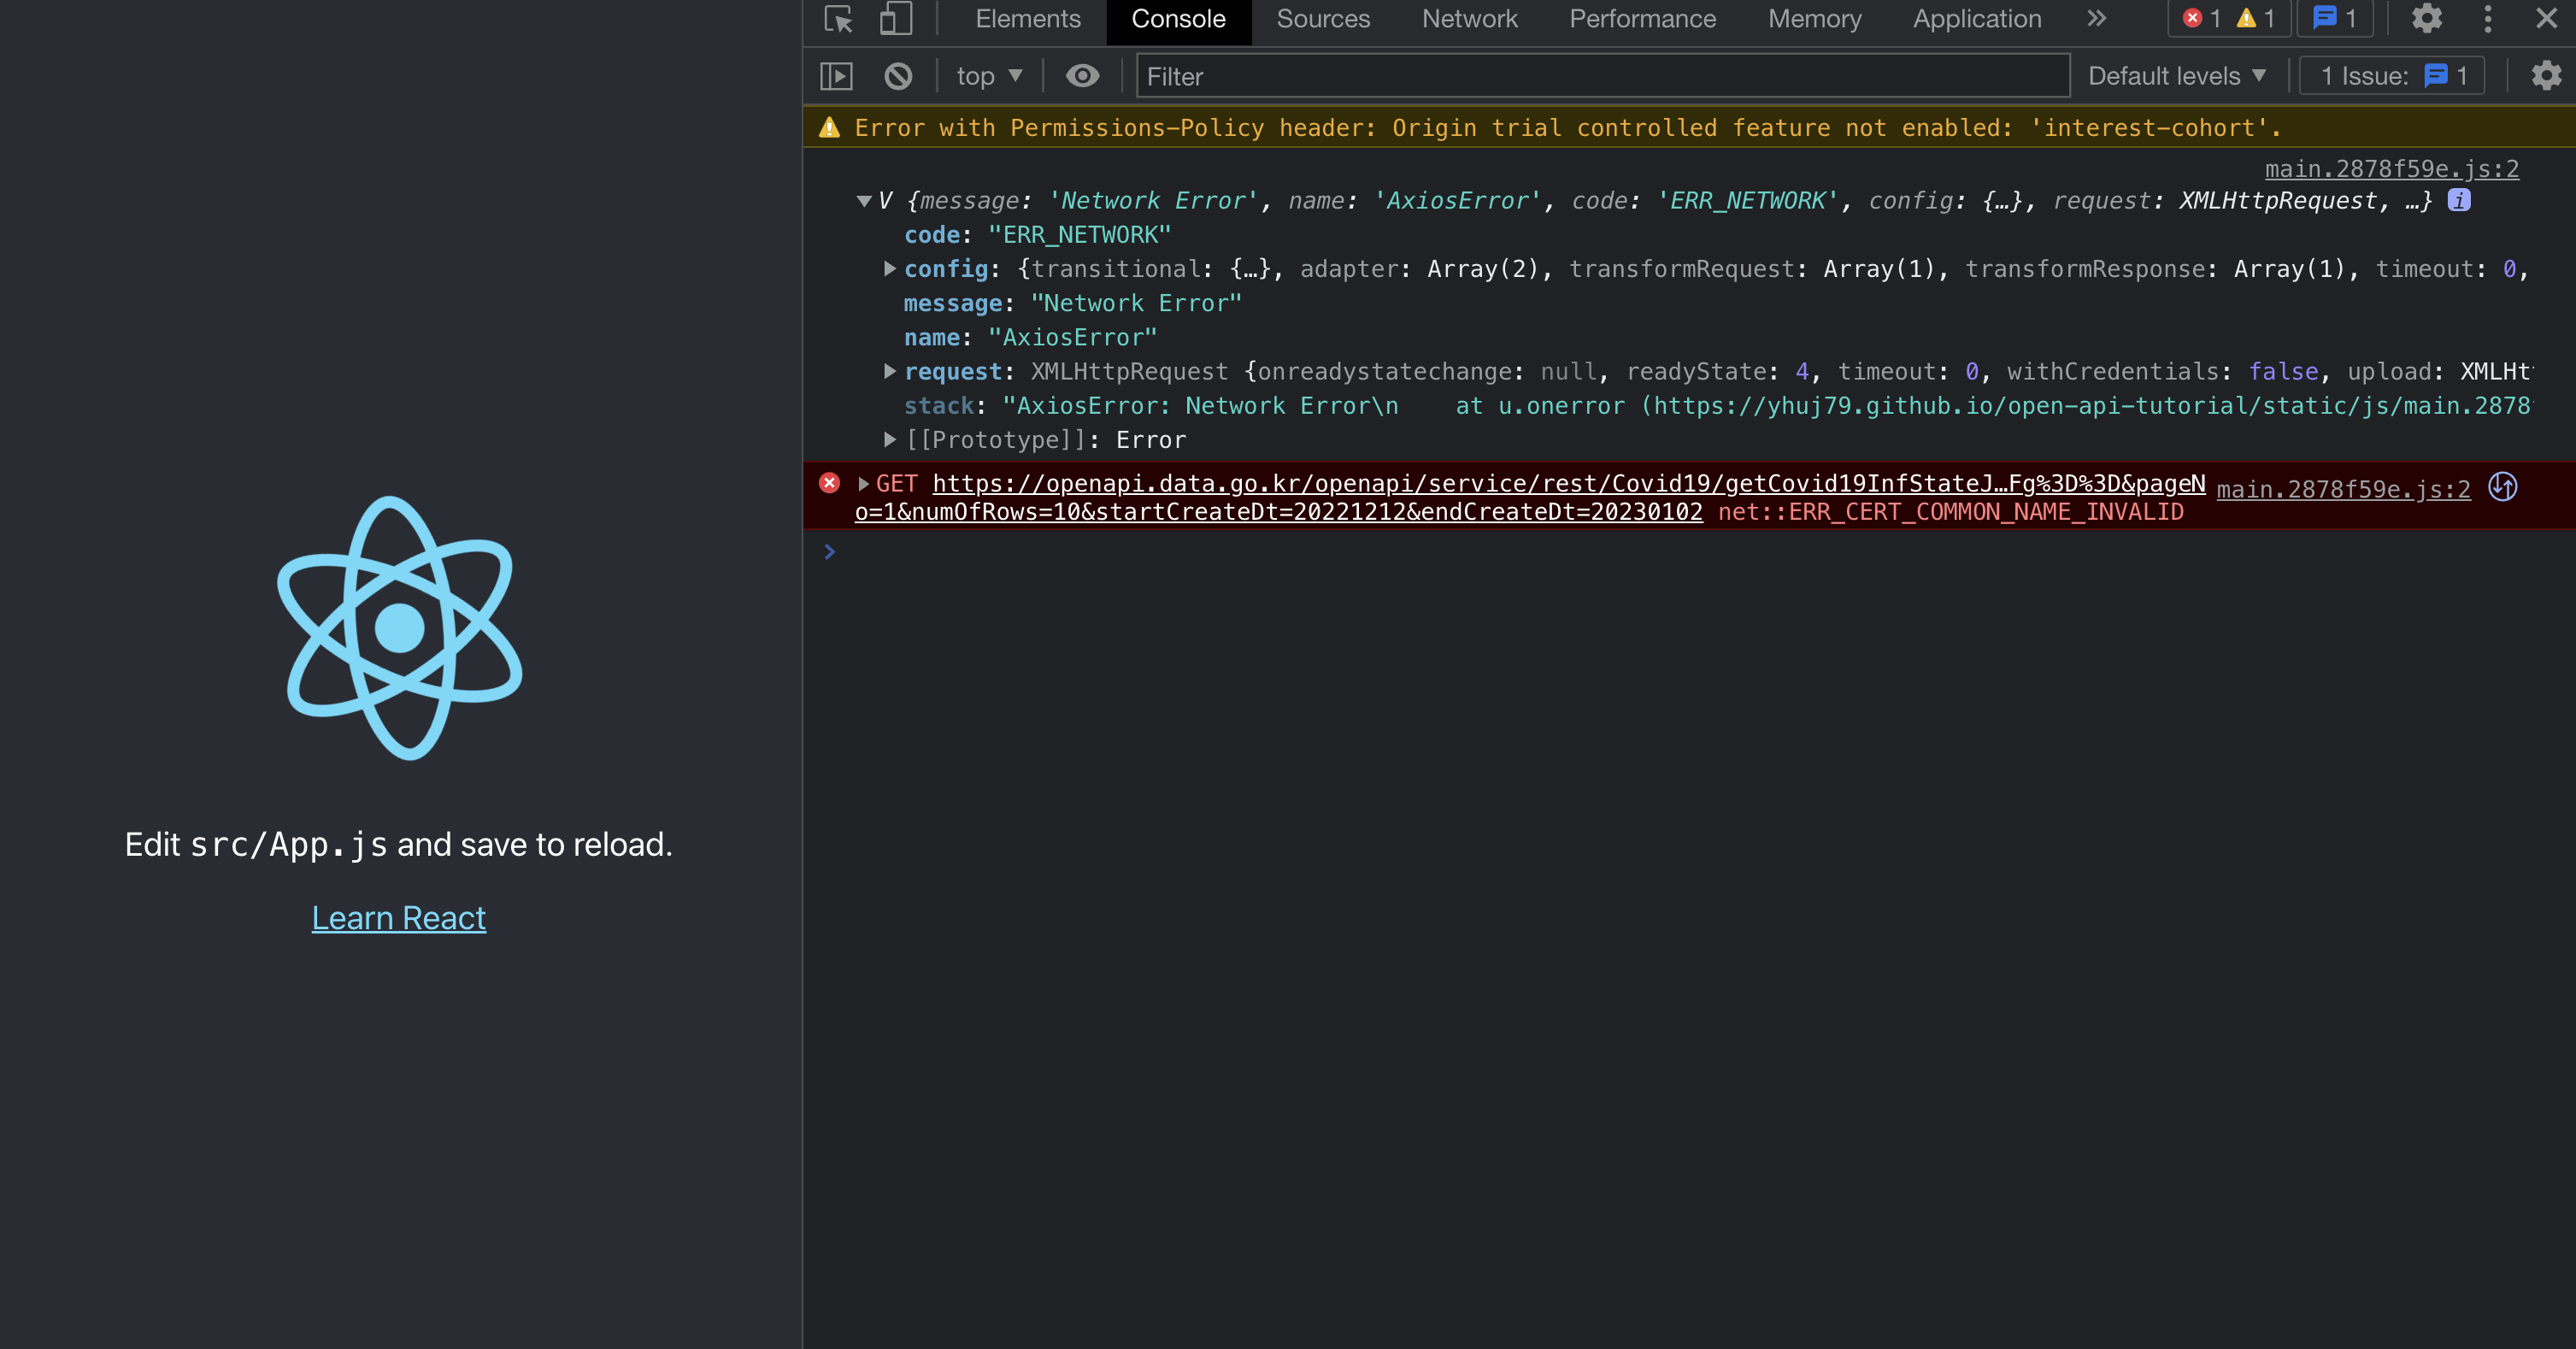 Elements Console Sources Network Performance Memory Application » 1 1 1
top ▼ Filter Default levels ▼ 1 Issue: 1
Error with Permissions-Policy header: Origin trial controlled feature not enabled: 'interest-cohort'.
main.2878f59e.js:2
▼V {message: 'Network Error', name: 'AxiosError', code: 'ERR_NETWORK', config: {…}, request: XMLHttpRequest, …} i
code: "ERR_NETWORK"
▶config: {transitional: {…}, adapter: Array(2), transformRequest: Array(1), transformResponse: Array(1), timeout: 0,
message: "Network Error"
name: "AxiosError"
▶request: XMLHttpRequest {onreadystatechange: null, readyState: 4, timeout: 0, withCredentials: false, upload: XMLHt
stack: "AxiosError: Network Error\n    at u.onerror (https://yhuj79.github.io/open-api-tutorial/static/js/main.2878
▶[[Prototype]]: Error
▶GET https://openapi.data.go.kr/openapi/service/rest/Covid19/getCovid19InfStateJ…Fg%3D%3D&pageN main.2878f59e.js:2
o=1&numOfRows=10&startCreateDt=20221212&endCreateDt=20230102 net::ERR_CERT_COMMON_NAME_INVALID
Edit src/App.js and save to reload.
Learn React